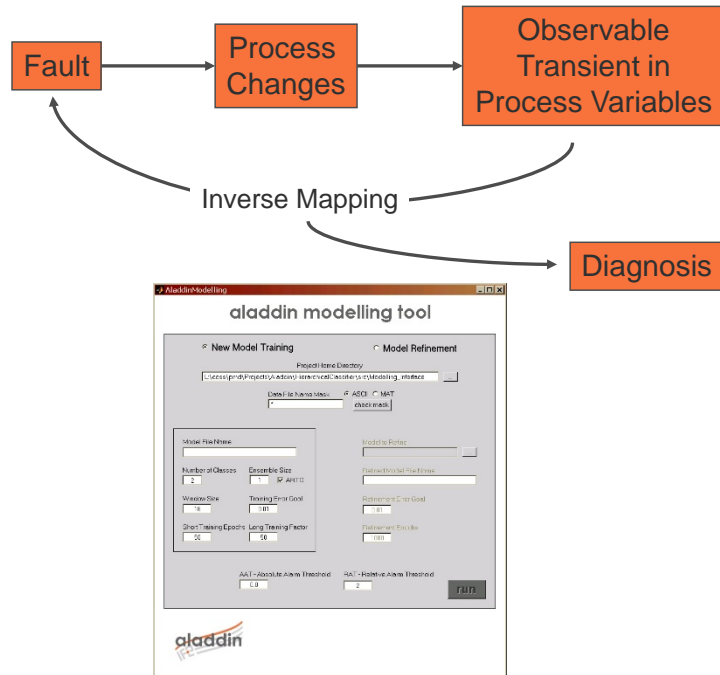 Fault
Process
Changes
Observable
Transient in
Process Variables
Inverse Mapping
Diagnosis
AladdinModelling
aladdin modelling tool
New Model Training
Model Refinement
Project Home Directory
Data File Name Mask
ASCII
MAT
*
check mask
Model File Name
Model to Refine
Number of Classes
Ensemble Size
2
1
AUTO
Refined Model File Name
Window Size
Training Error Goal
0.01
Refinement Error Goal
Short Training Epochs
Long Training Factor
50
50
Refinement Epochs
1000
AAT - Absolute Alarm Threshold
RAT - Relative Alarm Threshold
2
run
aladdin